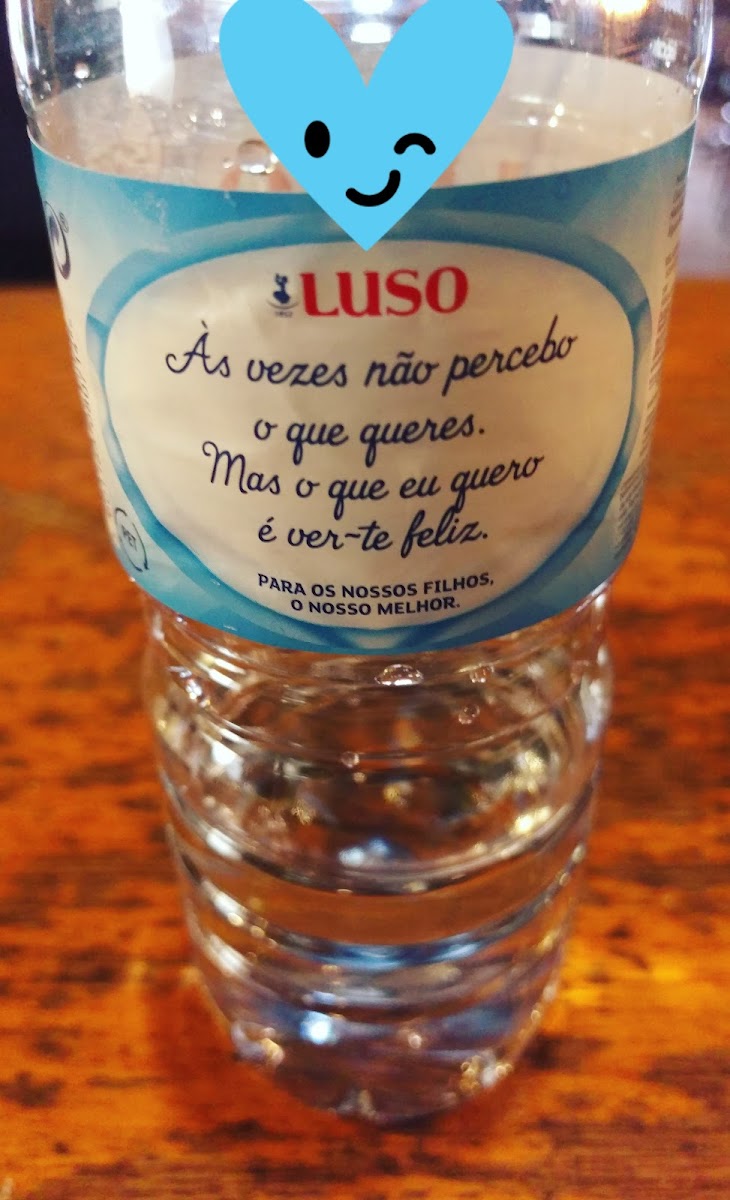 LUSO
Às vezes não percebo
o que queres.
Mas o que eu quero
é ver-te feliz.
PARA OS NOSSOS FILHOS,
O NOSSO MELHOR.
PET